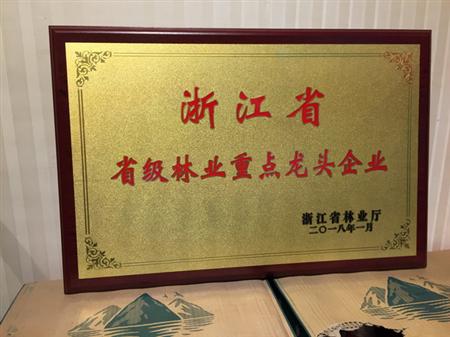 浙江省
省级林业重点龙头企业
浙江省林业厅
二〇一八年一月